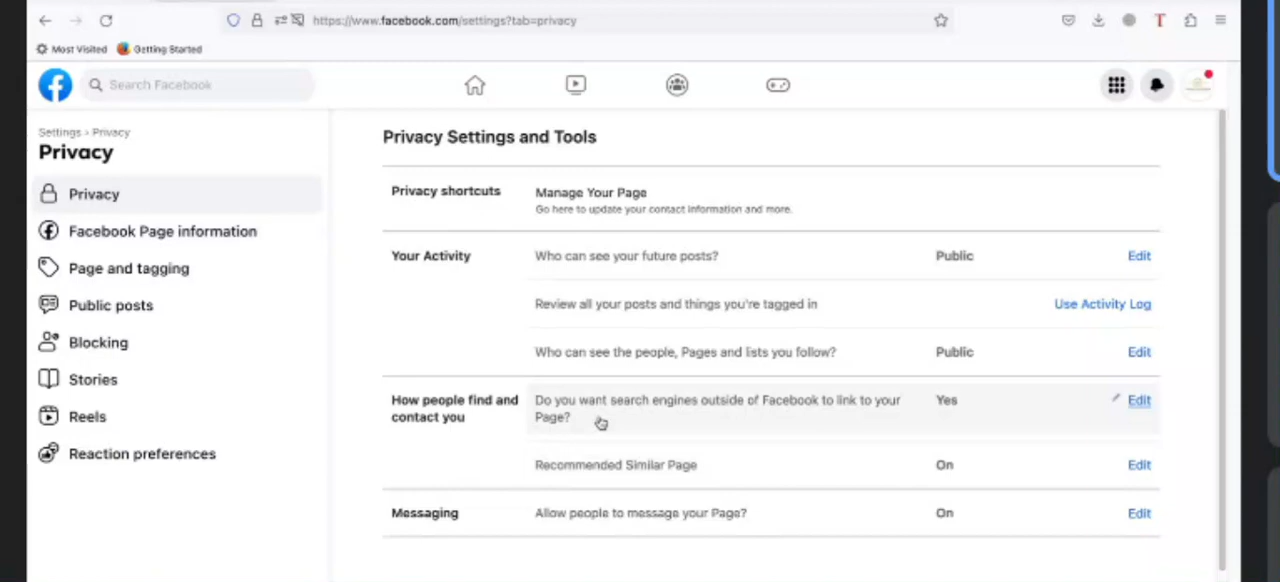 https://www.facebook.com/settings?tab=privacy
T
Most Visited Getting Started
Search Facebook
Settings › Privacy
Privacy
Privacy
Facebook Page information
Page and tagging
Public posts
Blocking
Stories
Reels
Reaction preferences
Privacy Settings and Tools
Privacy shortcuts Manage Your Page
Go here to update your contact information and more.
Your Activity Who can see your future posts? Public Edit
Review all your posts and things you're tagged in Use Activity Log
Who can see the people, Pages and lists you follow? Public Edit
How people find and Do you want search engines outside of Facebook to link to your Yes Edit
contact you Page?
Recommended Similar Page On Edit
Messaging Allow people to message your Page? On Edit